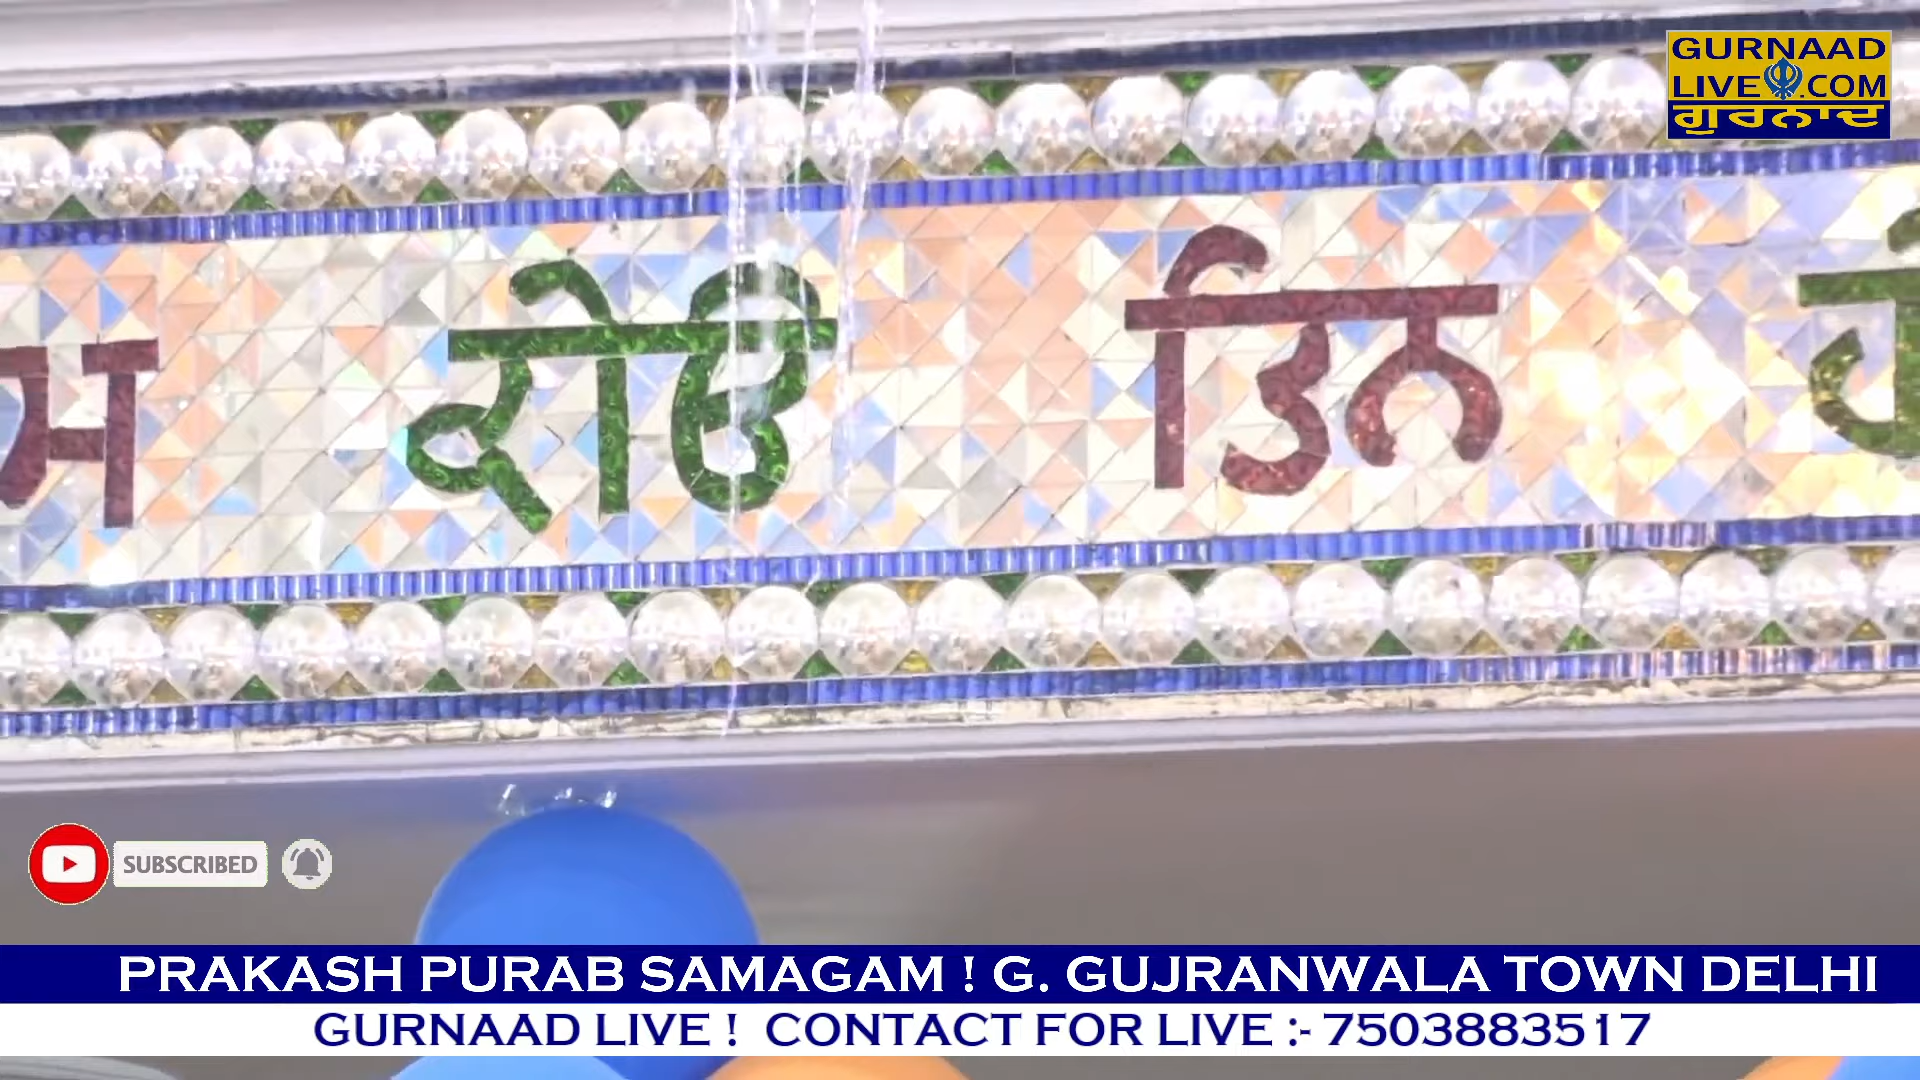 GURNAAD
LIVE.COM
ਗੁਰਨਾਦ
ਕੋਊ ਤਿਨ
SUBSCRIBED
PRAKASH PURAB SAMAGAM ! G. GUJRANWALA TOWN DELHI
GURNAAD LIVE ! CONTACT FOR LIVE :- 7503883517